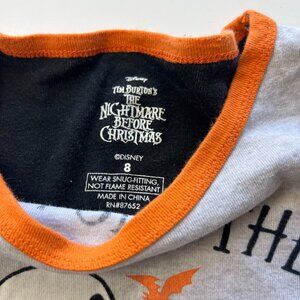 Disney
TIM BURTON'S
THE
NIGHTMARE
BEFORE
CHRISTMAS
©DISNEY
8
WEAR SNUG-FITTING,
NOT FLAME RESISTANT
MADE IN CHINA
RN#87652
THE